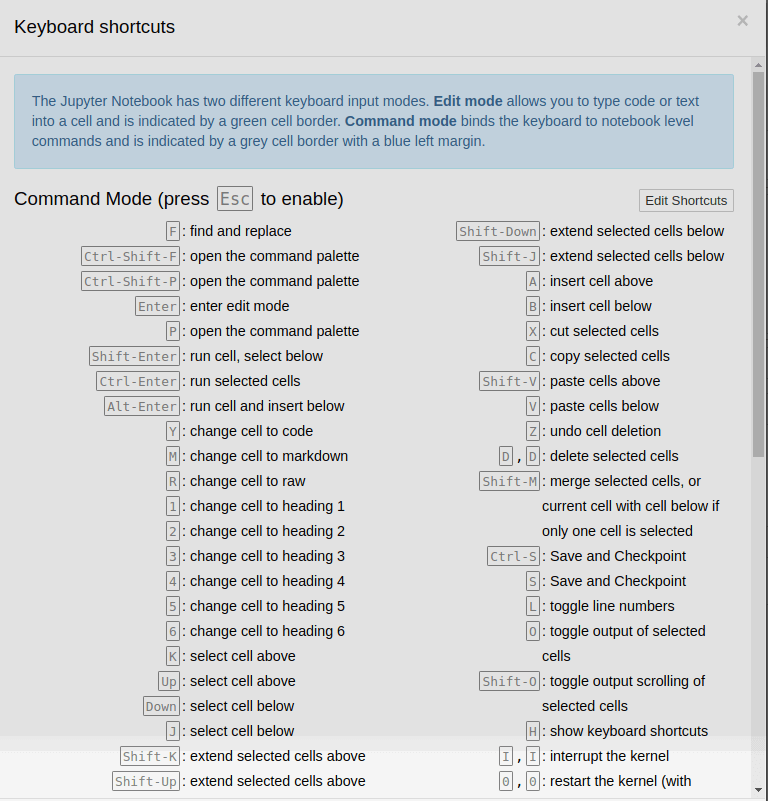 Keyboard shortcuts
×
The Jupyter Notebook has two different keyboard input modes. Edit mode allows you to type code or text
into a cell and is indicated by a green cell border. Command mode binds the keyboard to notebook level
commands and is indicated by a grey cell border with a blue left margin.
Command Mode (press Esc to enable)
Edit Shortcuts
F : find and replace
Ctrl-Shift-F : open the command palette
Ctrl-Shift-P : open the command palette
Enter : enter edit mode
P : open the command palette
Shift-Enter : run cell, select below
Ctrl-Enter : run selected cells
Alt-Enter : run cell and insert below
Y : change cell to code
M : change cell to markdown
R : change cell to raw
1 : change cell to heading 1
2 : change cell to heading 2
3 : change cell to heading 3
4 : change cell to heading 4
5 : change cell to heading 5
6 : change cell to heading 6
K : select cell above
Up : select cell above
Down : select cell below
J : select cell below
Shift-K : extend selected cells above
Shift-Up : extend selected cells above
Shift-Down : extend selected cells below
Shift-J : extend selected cells below
A : insert cell above
B : insert cell below
X : cut selected cells
C : copy selected cells
Shift-V : paste cells above
V : paste cells below
Z : undo cell deletion
D , D : delete selected cells
Shift-M : merge selected cells, or
current cell with cell below if
only one cell is selected
Ctrl-S : Save and Checkpoint
S : Save and Checkpoint
L : toggle line numbers
O : toggle output of selected
cells
Shift-O : toggle output scrolling of
selected cells
H : show keyboard shortcuts
I , I : interrupt the kernel
0 , 0 : restart the kernel (with